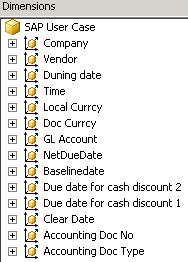 Dimensions
SAP User Case
Company
Vendor
Duning date
Time
Local Currcy
Doc Currcy
GL Account
NetDueDate
Baselinedate
Due date for cash discount 2
Due date for cash discount 1
Clear Date
Accounting Doc No
Accounting Doc Type